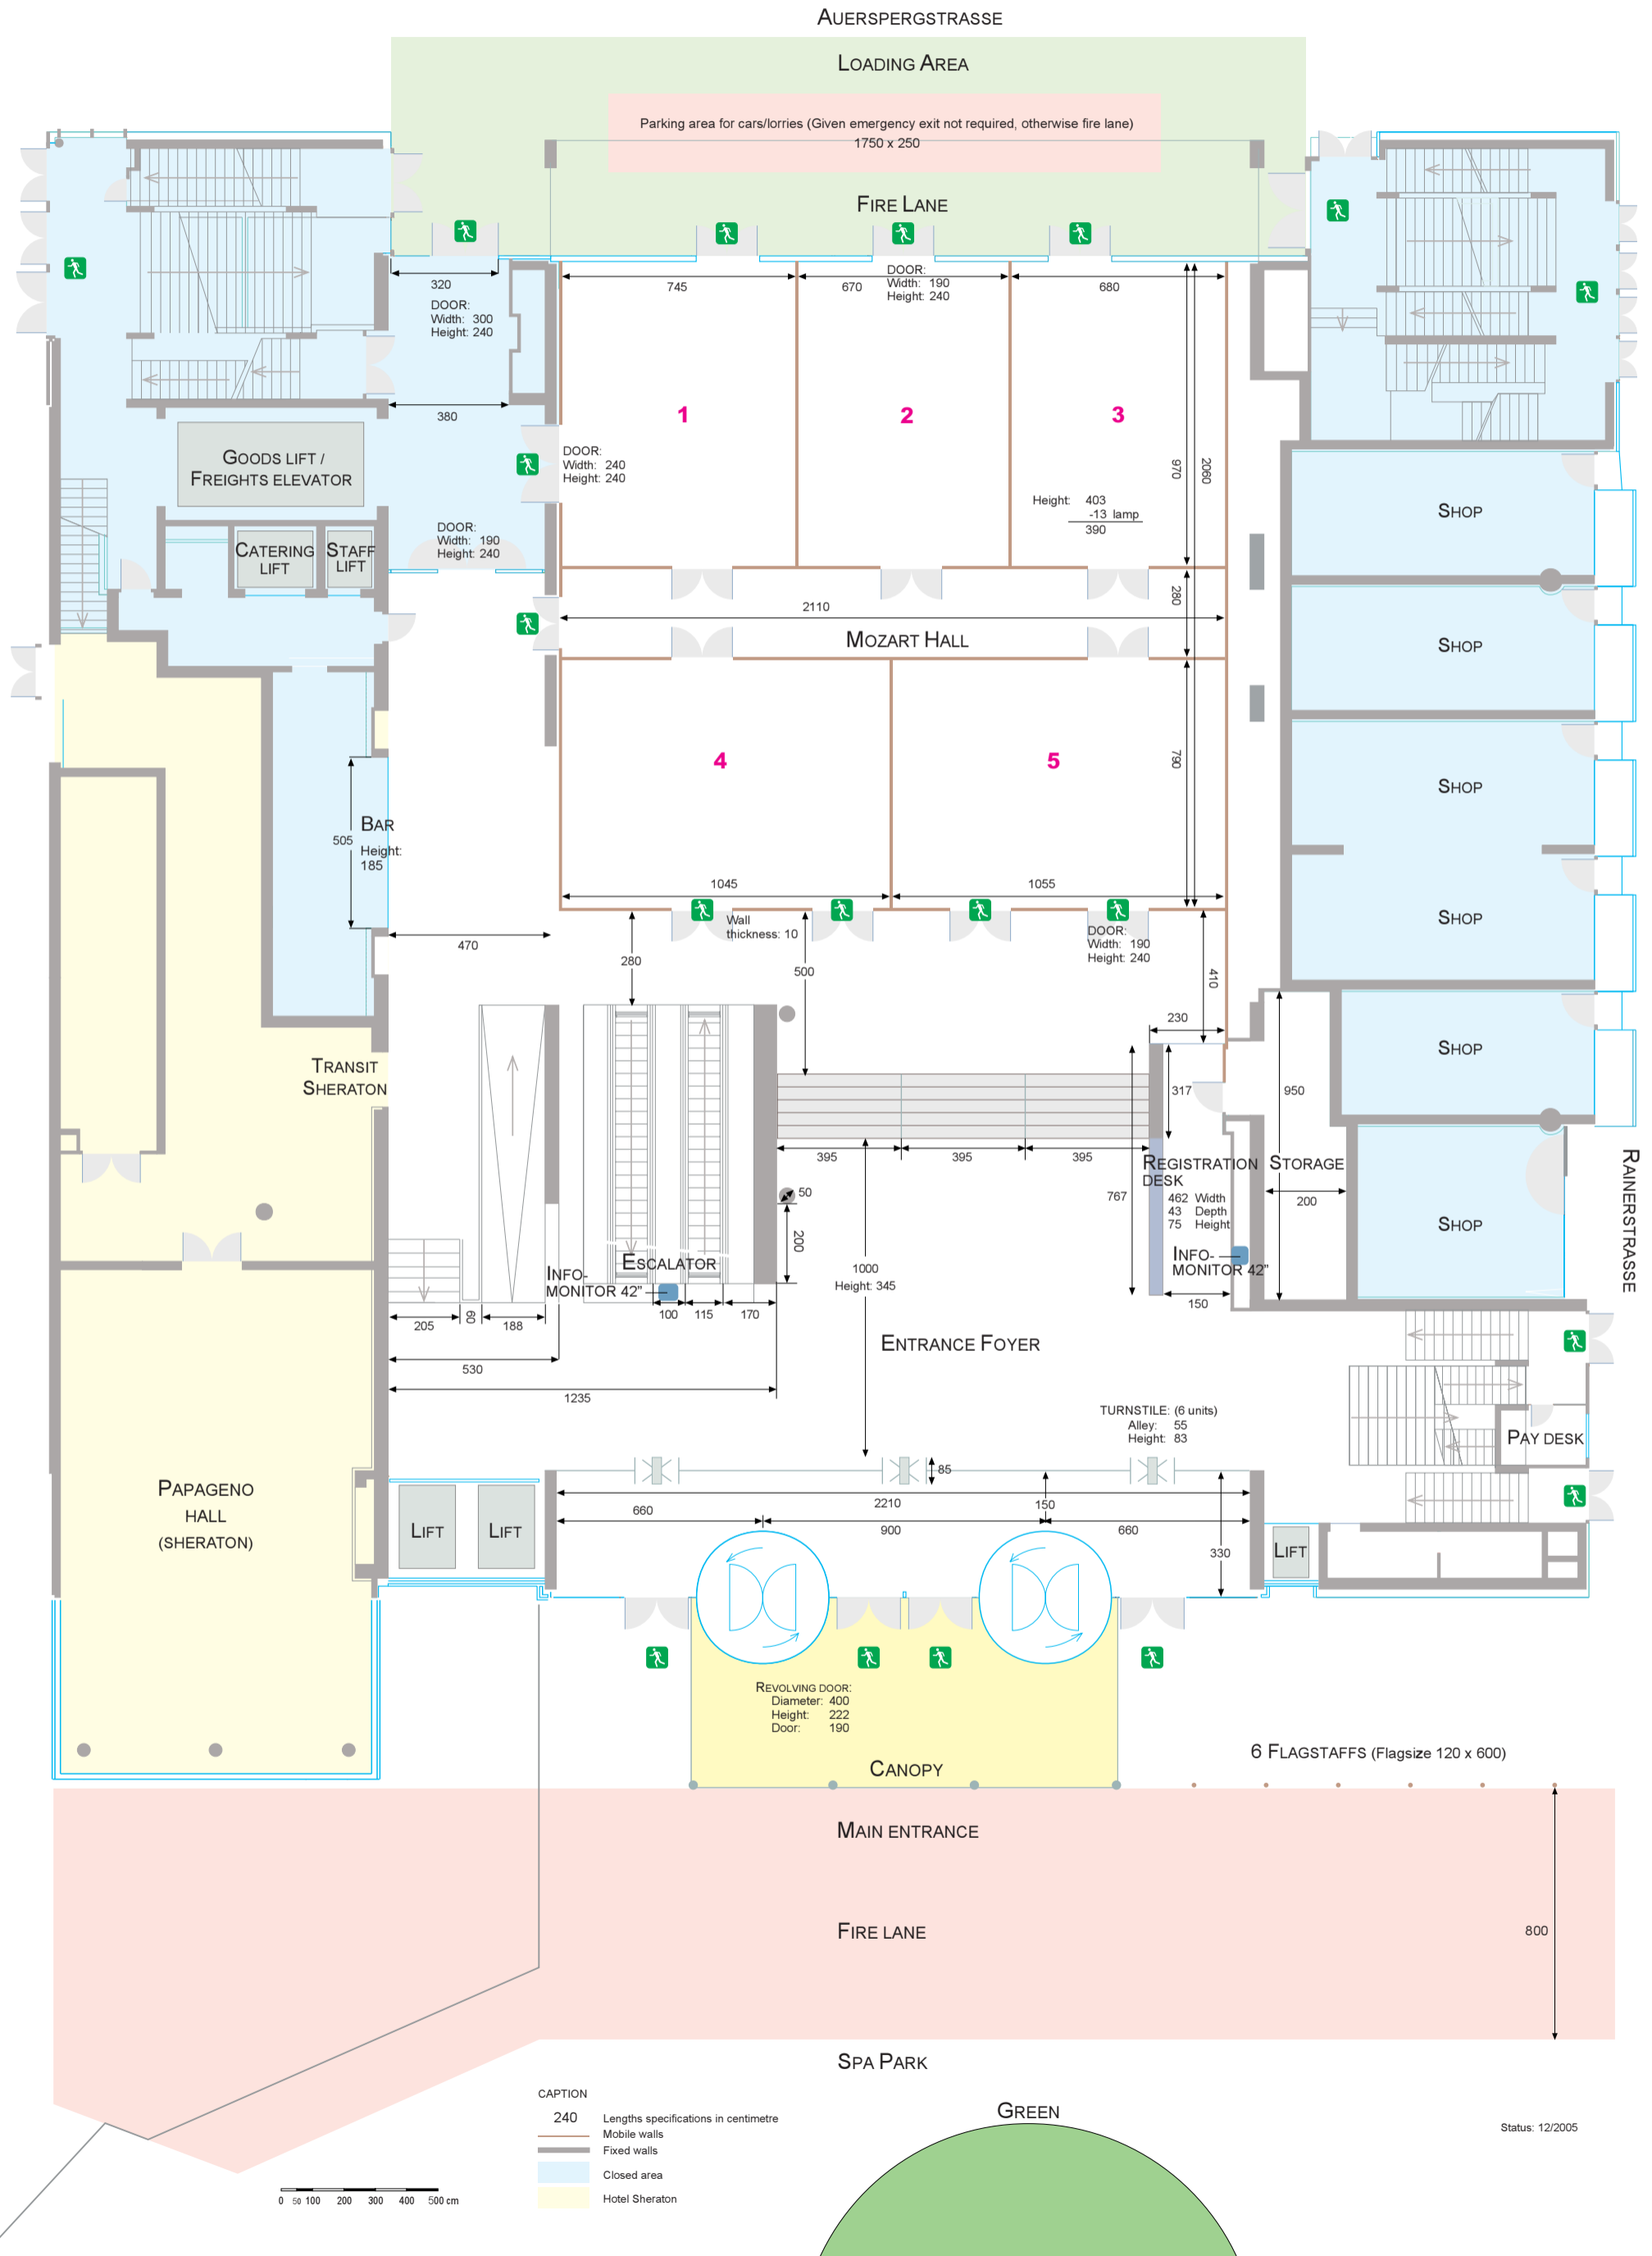 AUERSPERGSTRASSE
LOADING AREA
Parking area for cars/lorries (Given emergency exit not required, otherwise fire lane)
1750 x 250
FIRE LANE
320
DOOR:
Width: 300
Height: 240
745
670
DOOR:
Width: 190
Height: 240
680
380
1
2
3
DOOR:
Width: 240
Height: 240
970
2060
GOODS LIFT /
FREIGHTS ELEVATOR
Height: 403
-13 lamp
390
SHOP
DOOR:
Width: 190
Height: 240
CATERING
LIFT
STAFF
LIFT
280
2110
MOZART HALL
SHOP
4
5
790
SHOP
BAR
505
Height:
185
1045
1055
SHOP
Wall
thickness: 10
DOOR:
Width: 190
Height: 240
470
280
500
410
230
TRANSIT
SHERATON
317
950
SHOP
395
395
395
REGISTRATION
DESK
STORAGE
767
462 Width
43 Depth
75 Height
50
200
200
SHOP
RAINERSTRASSE
INFO-
MONITOR 42"
ESCALATOR
INFO-
MONITOR 42"
1000
Height: 345
150
205
60
188
100
115
170
ENTRANCE FOYER
530
1235
TURNSTILE: (6 units)
Alley: 55
Height: 83
PAY DESK
85
PAPAGENO
HALL
(SHERATON)
2210
150
660
900
660
LIFT
LIFT
330
LIFT
REVOLVING DOOR:
Diameter: 400
Height: 222
Door: 190
6 FLAGSTAFFS (Flagsize 120 x 600)
CANOPY
MAIN ENTRANCE
FIRE LANE
800
SPA PARK
CAPTION
240 Lengths specifications in centimetre
Mobile walls
Fixed walls
Closed area
Hotel Sheraton
GREEN
Status: 12/2005
0 50 100 200 300 400 500 cm